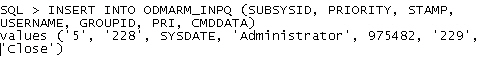 SQL > INSERT INTO ODMARM_INPQ (SUBSYSID, PRIORITY, STAMP,
USERNAME, GROUPID, PRI, CMDDATA)
values ('5', '228', SYSDATE, 'Administrator', 975482, '229',
'Close')